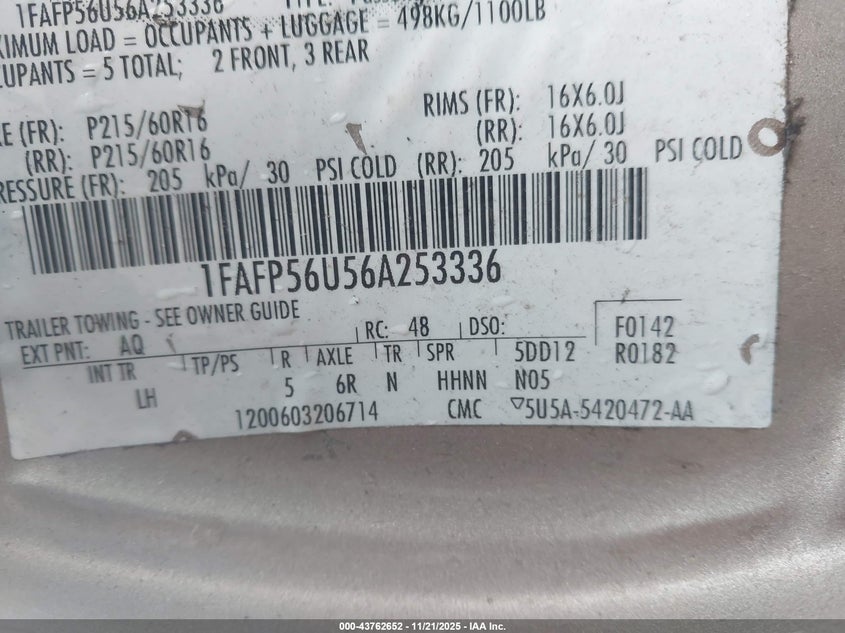 1FAFP56U56A253336
XIMUM LOAD = OCCUPANTS + LUGGAGE = 498KG/1100LB
CUPANTS = 5 TOTAL; 2 FRONT, 3 REAR
RE (FR): P215/60R16 RIMS (FR): 16X6.0J
(RR): P215/60R16 (RR): 16X6.0J
PRESSURE (FR): 205 kPa/ 30 PSI COLD (RR): 205 kPa/ 30 PSI COLD
1FAFP56U56A253336
TRAILER TOWING - SEE OWNER GUIDE
EXT PNT: AQ RC: 48 DSO: F0142
INT TR TP/PS R AXLE TR SPR 5DD12 R0182
LH 5 6R N HHNN N05
1200603206714 CMC ▽5U5A-5420472-AA
000-43762652 - 11/21/2025 - IAA Inc.